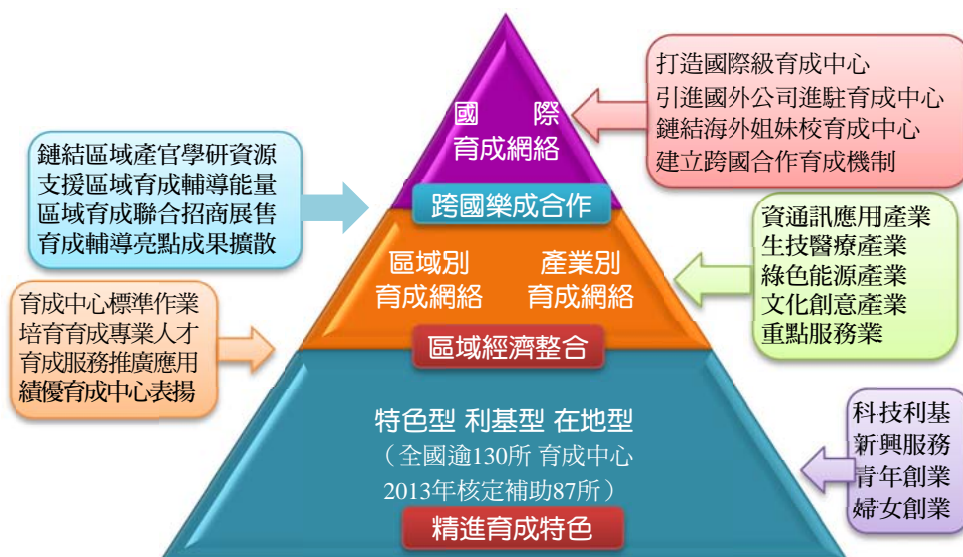 國 際
育成網絡
跨國樂成合作
打造國際級育成中心
引進國外公司進駐育成中心
鏈結海外姐妹校育成中心
建立跨國合作育成機制
鏈結區域產官學研資源
支援區域育成輔導能量
區域育成聯合招商展售
育成輔導亮點成果擴散
區域別
育成網絡
產業別
育成網絡
區域經濟整合
資通訊應用產業
生技醫療產業
綠色能源產業
文化創意產業
重點服務業
育成中心標準作業
培育育成專業人才
育成服務推廣應用
績優育成中心表揚
特色型 利基型 在地型
（全國逾130所 育成中心
2013年核定補助87所）
精進育成特色
科技利基
新興服務
青年創業
婦女創業